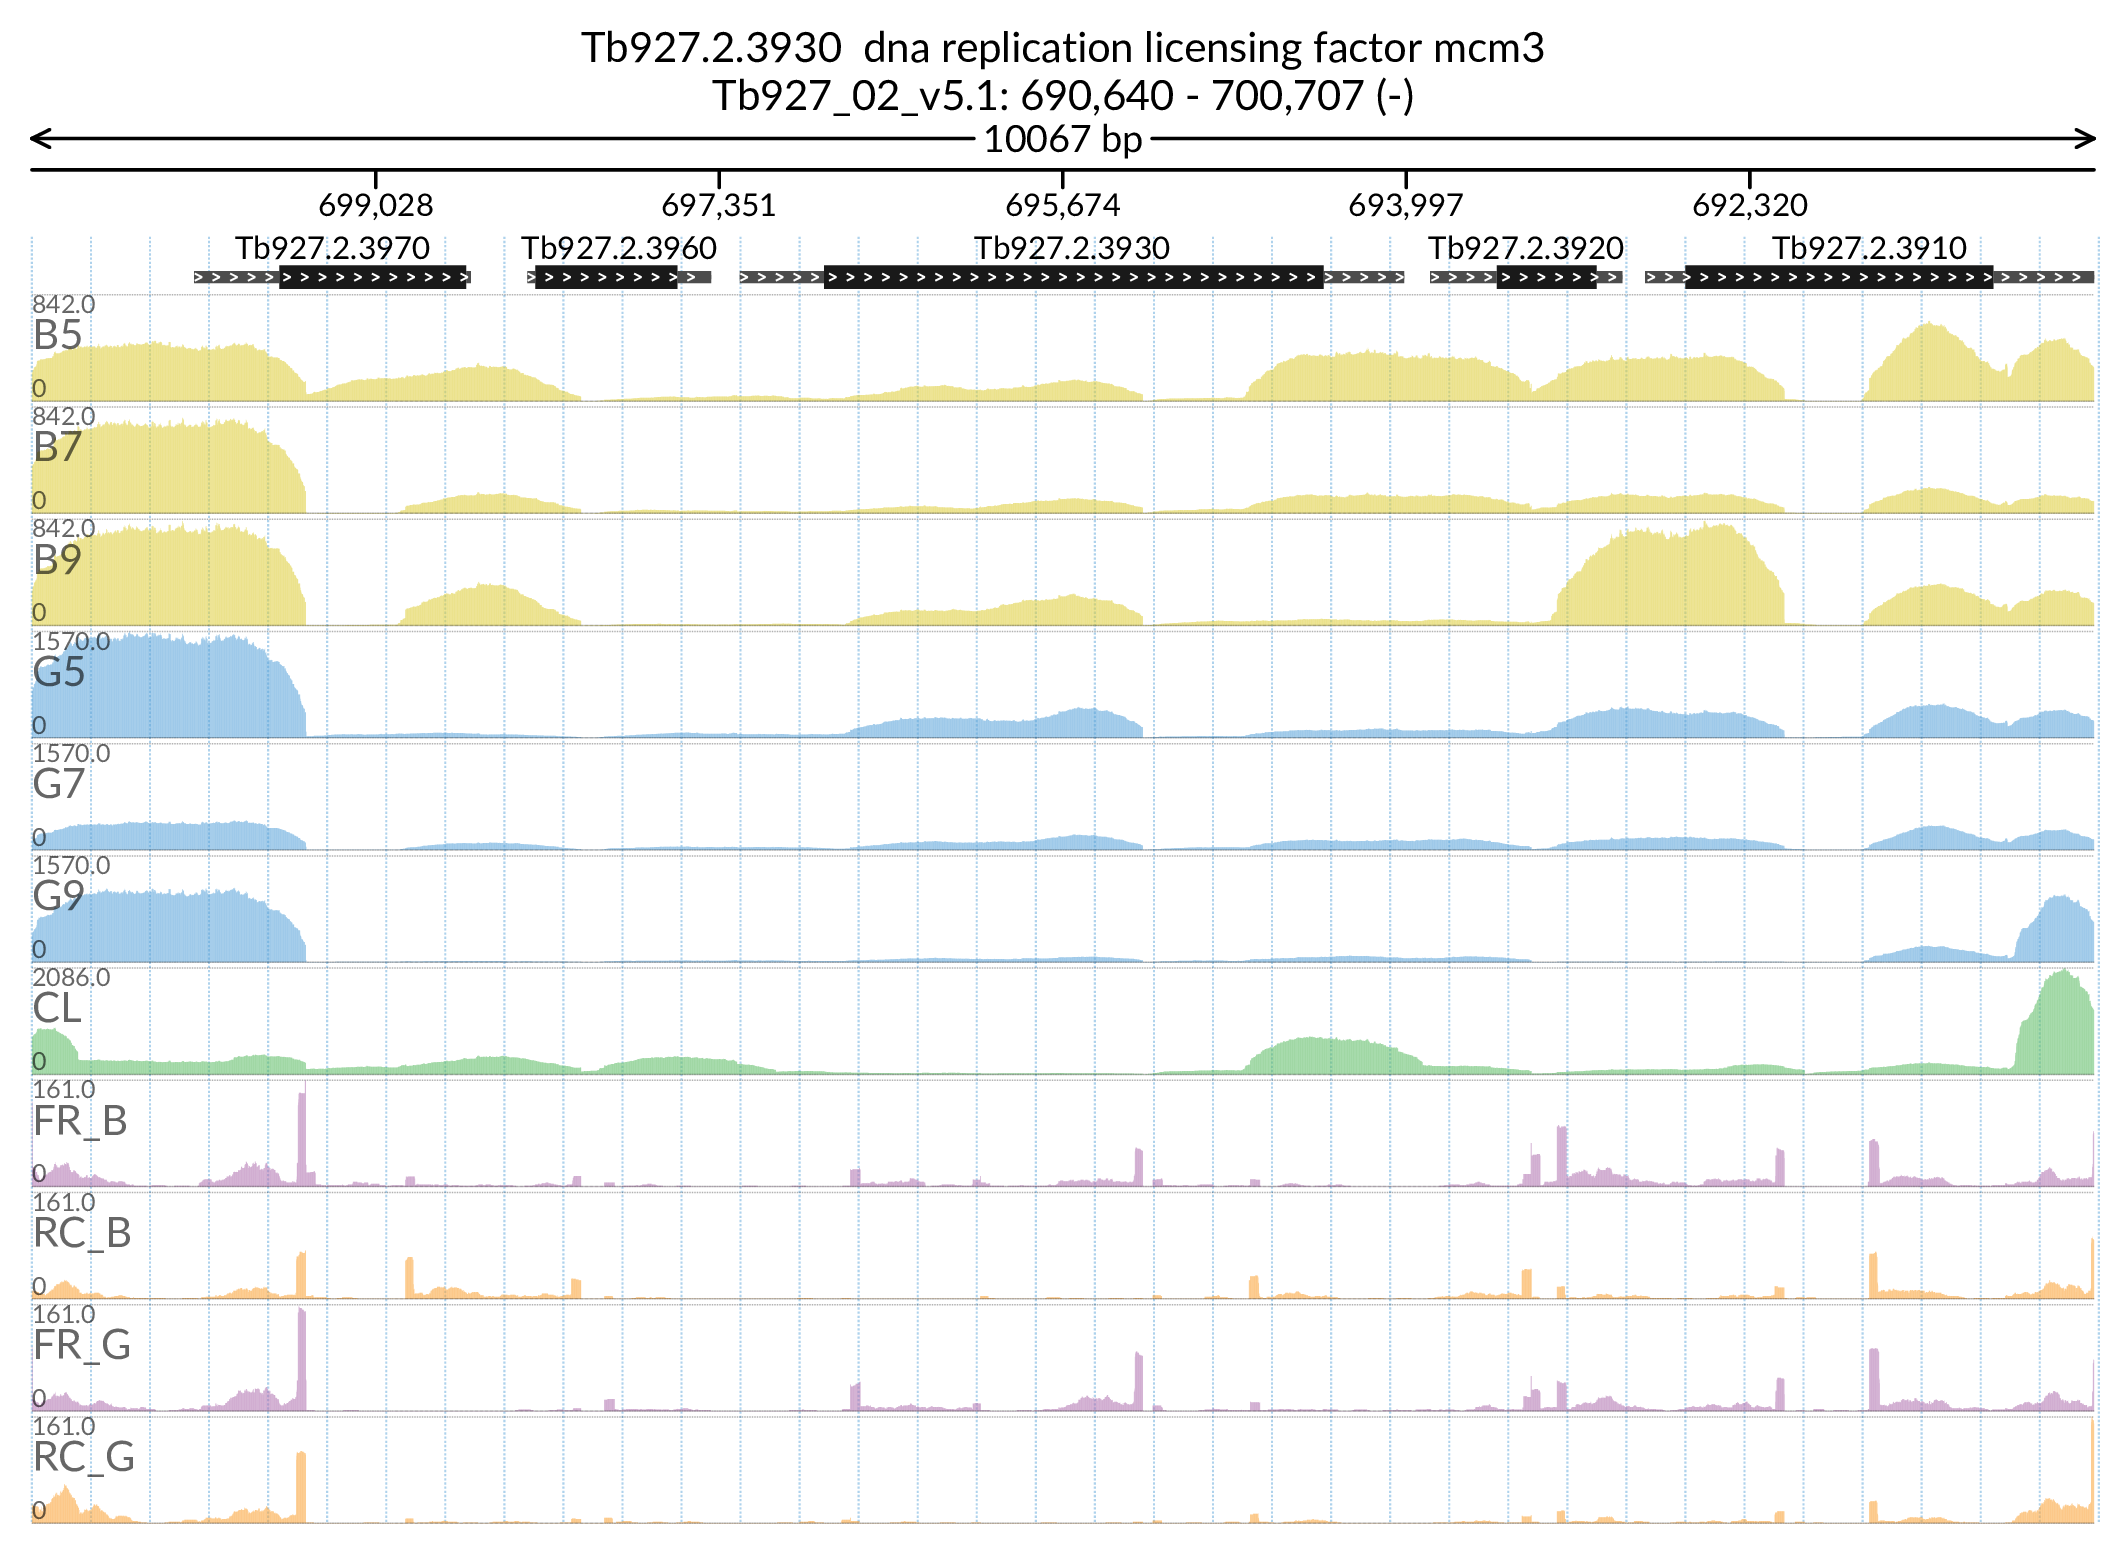 Tb927.2.3930  dna replication licensing factor mcm3
Tb927_02_v5.1: 690,640 - 700,707 (-)
10067 bp
699,028 697,351 695,674 693,997 692,320
Tb927.2.3970 Tb927.2.3960 Tb927.2.3930 Tb927.2.3920 Tb927.2.3910
842.0
B5
0
842.0
B7
0
842.0
B9
0
1570.0
G5
0
1570.0
G7
0
1570.0
G9
0
2086.0
CL
0
161.0
FR_B
0
161.0
RC_B
0
161.0
FR_G
0
161.0
RC_G
0